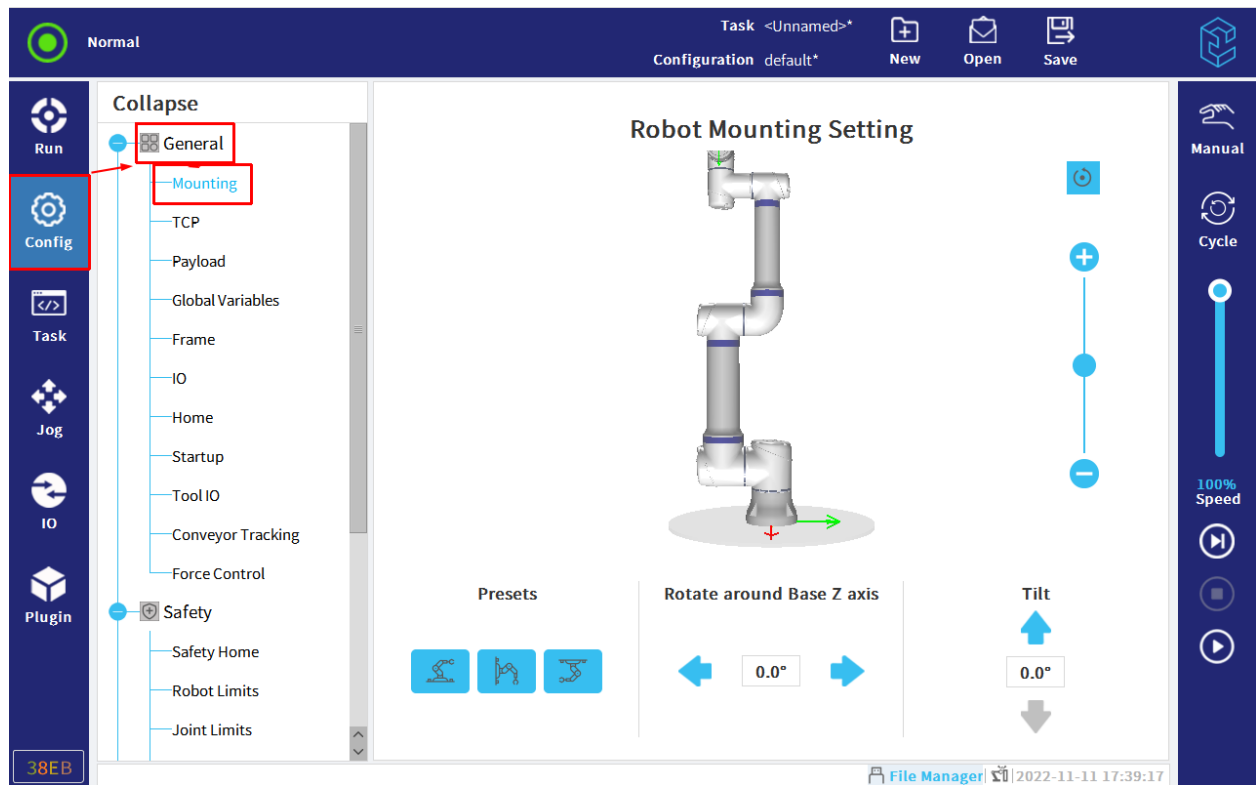 Normal
Task <Unnamed>*
Configuration default*
New
Open
Save
Run
Config
Task
Jog
IO
Plugin
38EB
Collapse
General
Mounting
TCP
Payload
Global Variables
Frame
IO
Home
Startup
Tool IO
Conveyor Tracking
Force Control
Safety
Safety Home
Robot Limits
Joint Limits
Robot Mounting Setting
Presets
Rotate around Base Z axis
0.0°
Tilt
0.0°
Manual
Cycle
100%
Speed
File Manager
2022-11-11 17:39:17